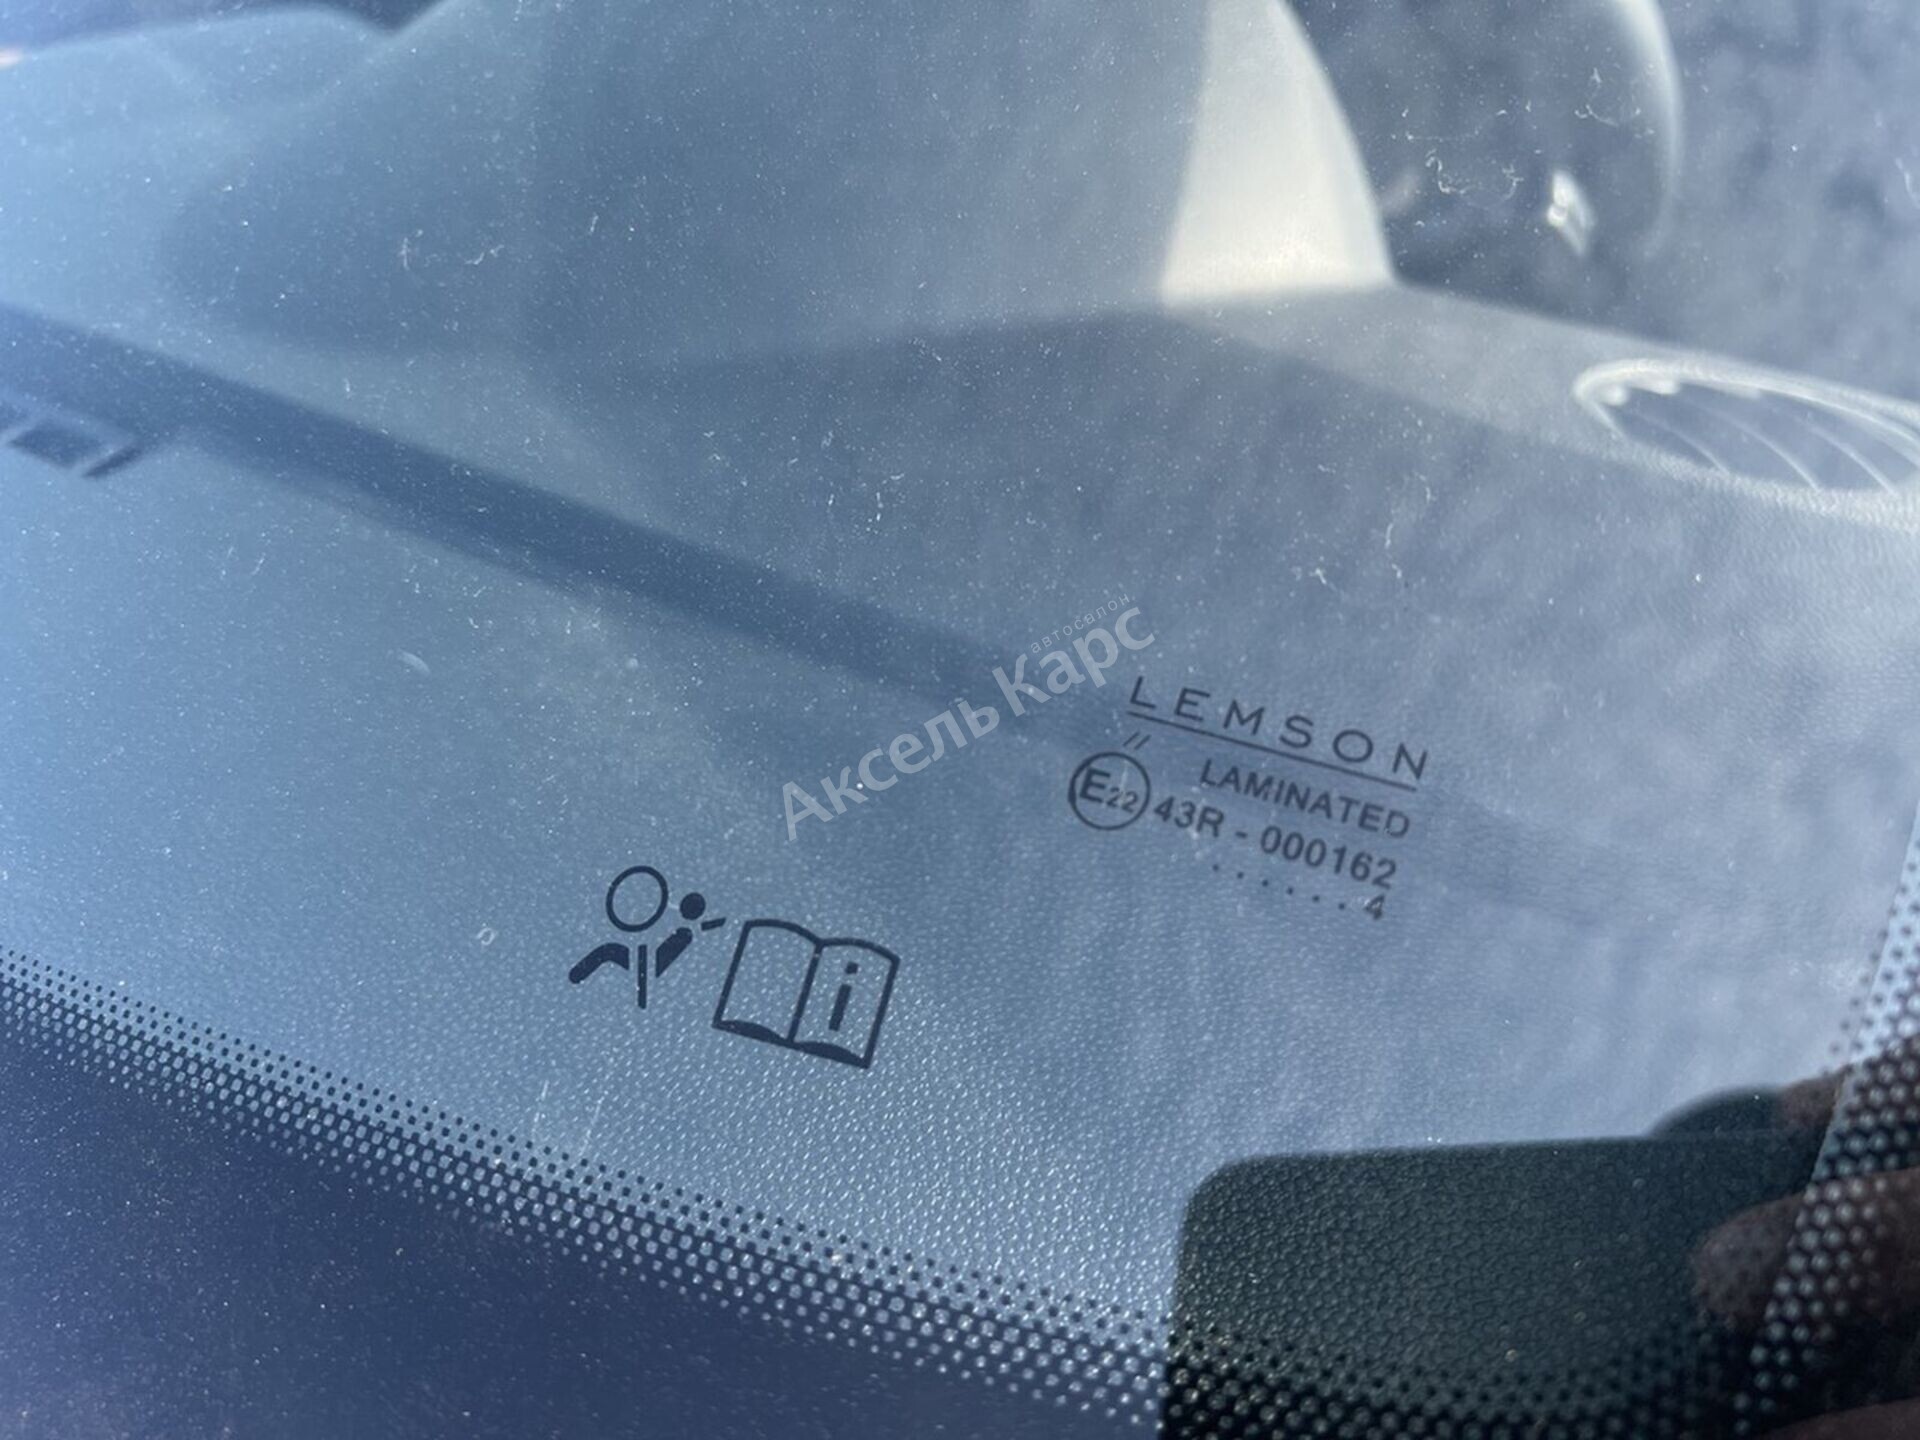 автосалон
Аксель Карс
LEMSON
//
LAMINATED
E22 43R - 000162
. . . . . . 4
i